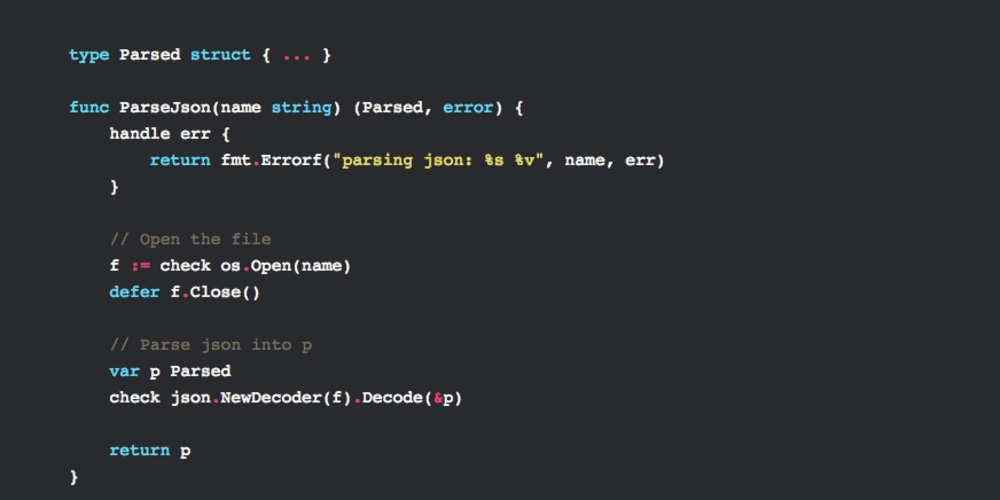 type Parsed struct { ... }
func ParseJson(name string) (Parsed, error) {
handle err {
return fmt.Errorf("parsing json: %s %v", name, err)
}
// Open the file
f := check os.Open(name)
defer f.Close()
// Parse json into p
var p Parsed
check json.NewDecoder(f).Decode(&p)
return p
}